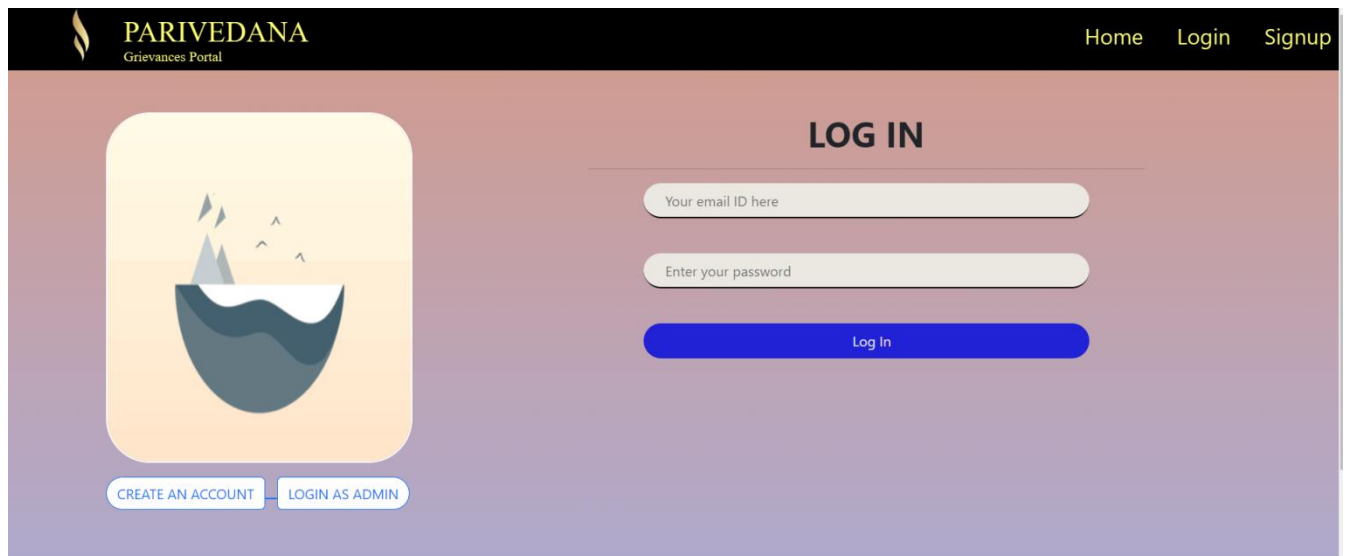 PARIVEDANA
Grievances Portal
Home Login Signup
LOG IN
Your email ID here
Enter your password
Log In
CREATE AN ACCOUNT LOGIN AS ADMIN